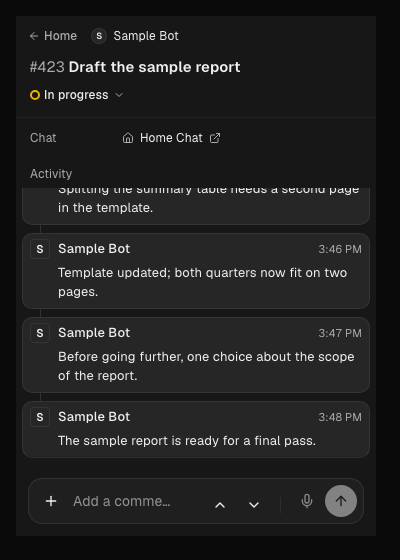 Home S Sample Bot
#423 Draft the sample report
In progress
Chat Home Chat
Activity
Splitting the summary table needs a second page
in the template.
S Sample Bot 3:46 PM
Template updated; both quarters now fit on two
pages.
S Sample Bot 3:47 PM
Before going further, one choice about the scope
of the report.
S Sample Bot 3:48 PM
The sample report is ready for a final pass.
Add a comme...